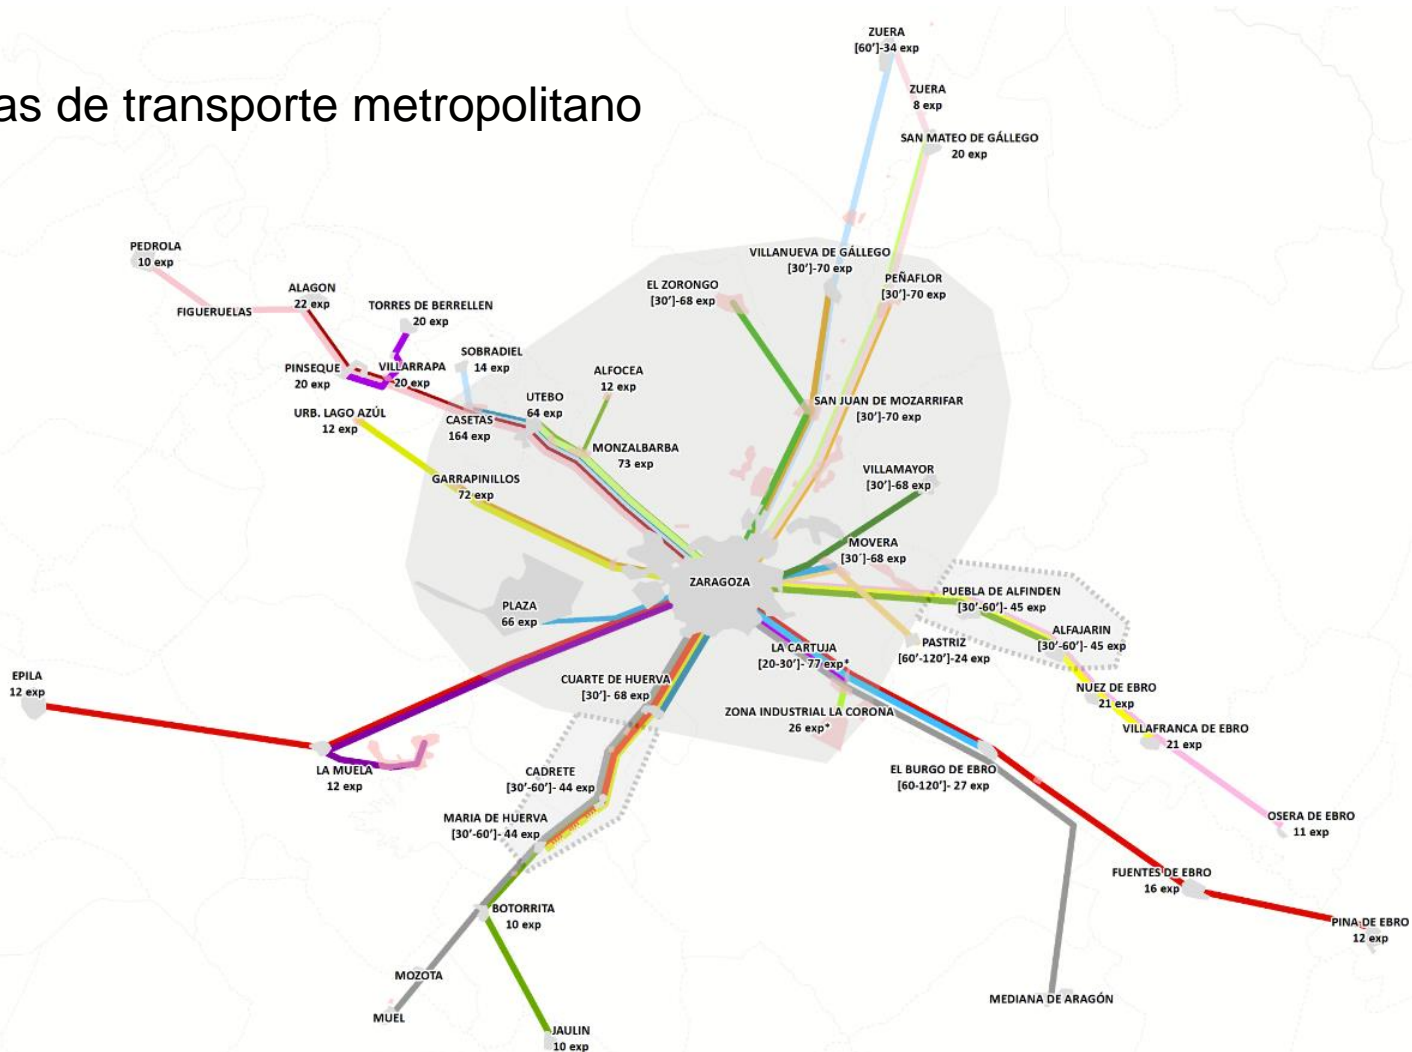 as de transporte metropolitano
ZUERA
[60']-34 exp
ZUERA
8 exp
SAN MATEO DE GÁLLEGO
20 exp
PEDROLA
10 exp
FIGUERUELAS
ALAGON
22 exp
TORRES DE BERRELLEN
20 exp
VILLANUEVA DE GÁLLEGO
[30']-70 exp
EL ZORONGO
[30']-68 exp
PEÑAFLOR
[30']-70 exp
PINSEQUE
20 exp
VILLARRAPA
20 exp
SOBRADIEL
14 exp
ALFOCEA
12 exp
URB. LAGO AZÚL
12 exp
UTEBO
64 exp
CASETAS
164 exp
SAN JUAN DE MOZARRIFAR
[30']-70 exp
MONZALBARBA
73 exp
GARRAPINILLOS
72 exp
VILLAMAYOR
[30']-68 exp
MOVERA
[30´]-68 exp
ZARAGOZA
PLAZA
66 exp
PUEBLA DE ALFINDEN
[30'-60']- 45 exp
ALFAJARIN
[30'-60']- 45 exp
PASTRIZ
[60'-120']-24 exp
LA CARTUJA
[20-30']- 77 exp*
EPILA
12 exp
CUARTE DE HUERVA
[30']- 68 exp
NUEZ DE EBRO
21 exp
ZONA INDUSTRIAL LA CORONA
26 exp*
VILLAFRANCA DE EBRO
21 exp
LA MUELA
12 exp
CADRETE
[30'-60']- 44 exp
EL BURGO DE EBRO
[60-120']- 27 exp
MARIA DE HUERVA
[30'-60']- 44 exp
OSERA DE EBRO
11 exp
FUENTES DE EBRO
16 exp
BOTORRITA
10 exp
PINA DE EBRO
12 exp
MOZOTA
MEDIANA DE ARAGÓN
MUEL
JAULIN
10 exp